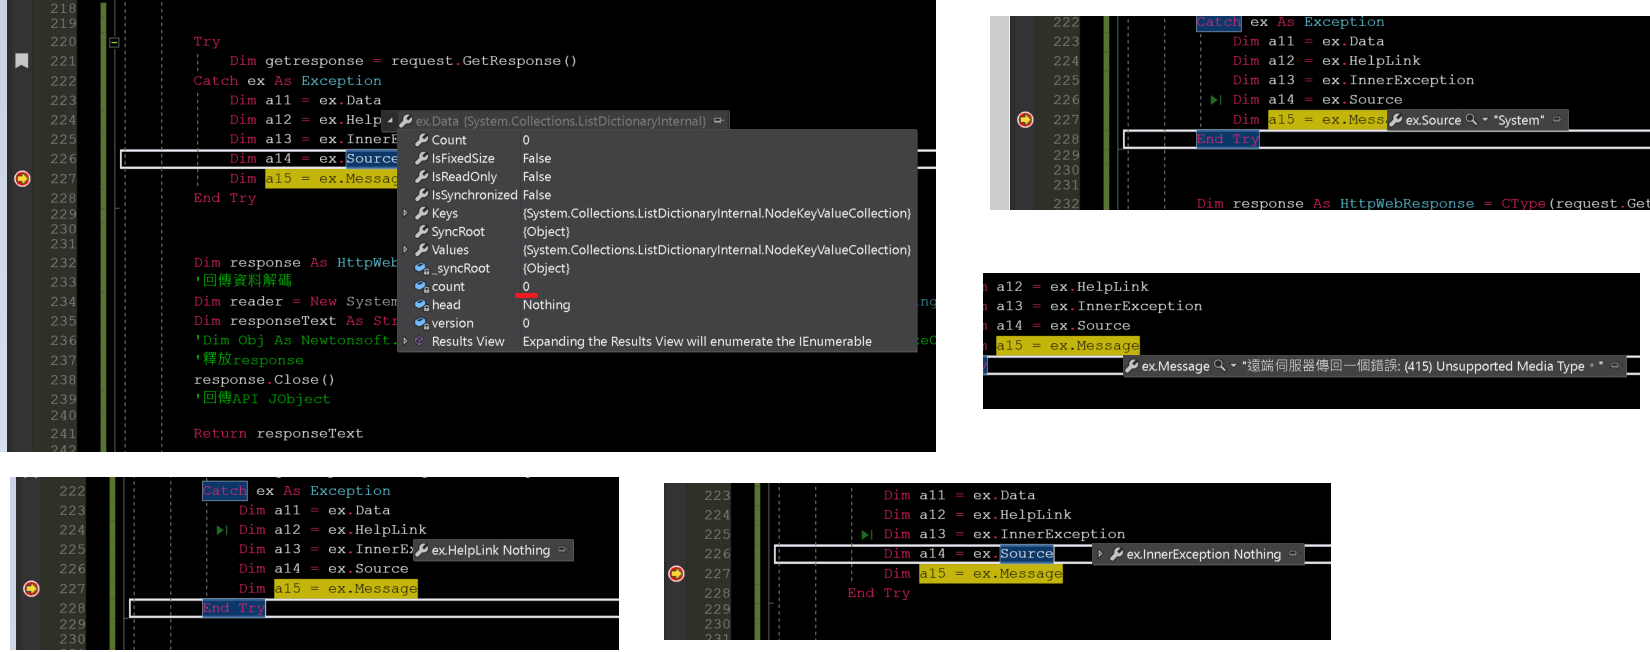 218
219
220 Try
221 Dim getresponse = request.GetResponse()
222 Catch ex As Exception
223 Dim a11 = ex.Data
224 Dim a12 = ex.Help
225 Dim a13 = ex.InnerE
226 Dim a14 = ex.Source
227 Dim a15 = ex.Messag
228 End Try
229
230
231
232 Dim response As HttpWeb
233 '回傳資料解碼
234 Dim reader = New System
235 Dim responseText As Str
236 'Dim Obj As Newtonsoft.
237 '釋放response
238 response.Close()
239 '回傳API JObject
240
241 Return responseText
242
ex.Data {System.Collections.ListDictionaryInternal}
Count 0
IsFixedSize False
IsReadOnly False
IsSynchronized False
Keys {System.Collections.ListDictionaryInternal.NodeKeyValueCollection}
SyncRoot {Object}
Values {System.Collections.ListDictionaryInternal.NodeKeyValueCollection}
_syncRoot {Object}
count 0
head Nothing
version 0
Results View Expanding the Results View will enumerate the IEnumerable
222 Catch ex As Exception
223 Dim a11 = ex.Data
224 Dim a12 = ex.HelpLink
225 Dim a13 = ex.InnerException
226 Dim a14 = ex.Source
227 Dim a15 = ex.Mess
ex.Source "System"
228 End Try
229
230
231
232 Dim response As HttpWebResponse = CType(request.Get
a12 = ex.HelpLink
a13 = ex.InnerException
a14 = ex.Source
a15 = ex.Message
ex.Message "遠端伺服器傳回一個錯誤: (415) Unsupported Media Type。"
222 Catch ex As Exception
223 Dim a11 = ex.Data
224 Dim a12 = ex.HelpLink
225 Dim a13 = ex.InnerEx
ex.HelpLink Nothing
226 Dim a14 = ex.Source
227 Dim a15 = ex.Message
228 End Try
229
230
223 Dim a11 = ex.Data
224 Dim a12 = ex.HelpLink
225 Dim a13 = ex.InnerException
226 Dim a14 = ex.Source
ex.InnerException Nothing
227 Dim a15 = ex.Message
228 End Try
229
230
231